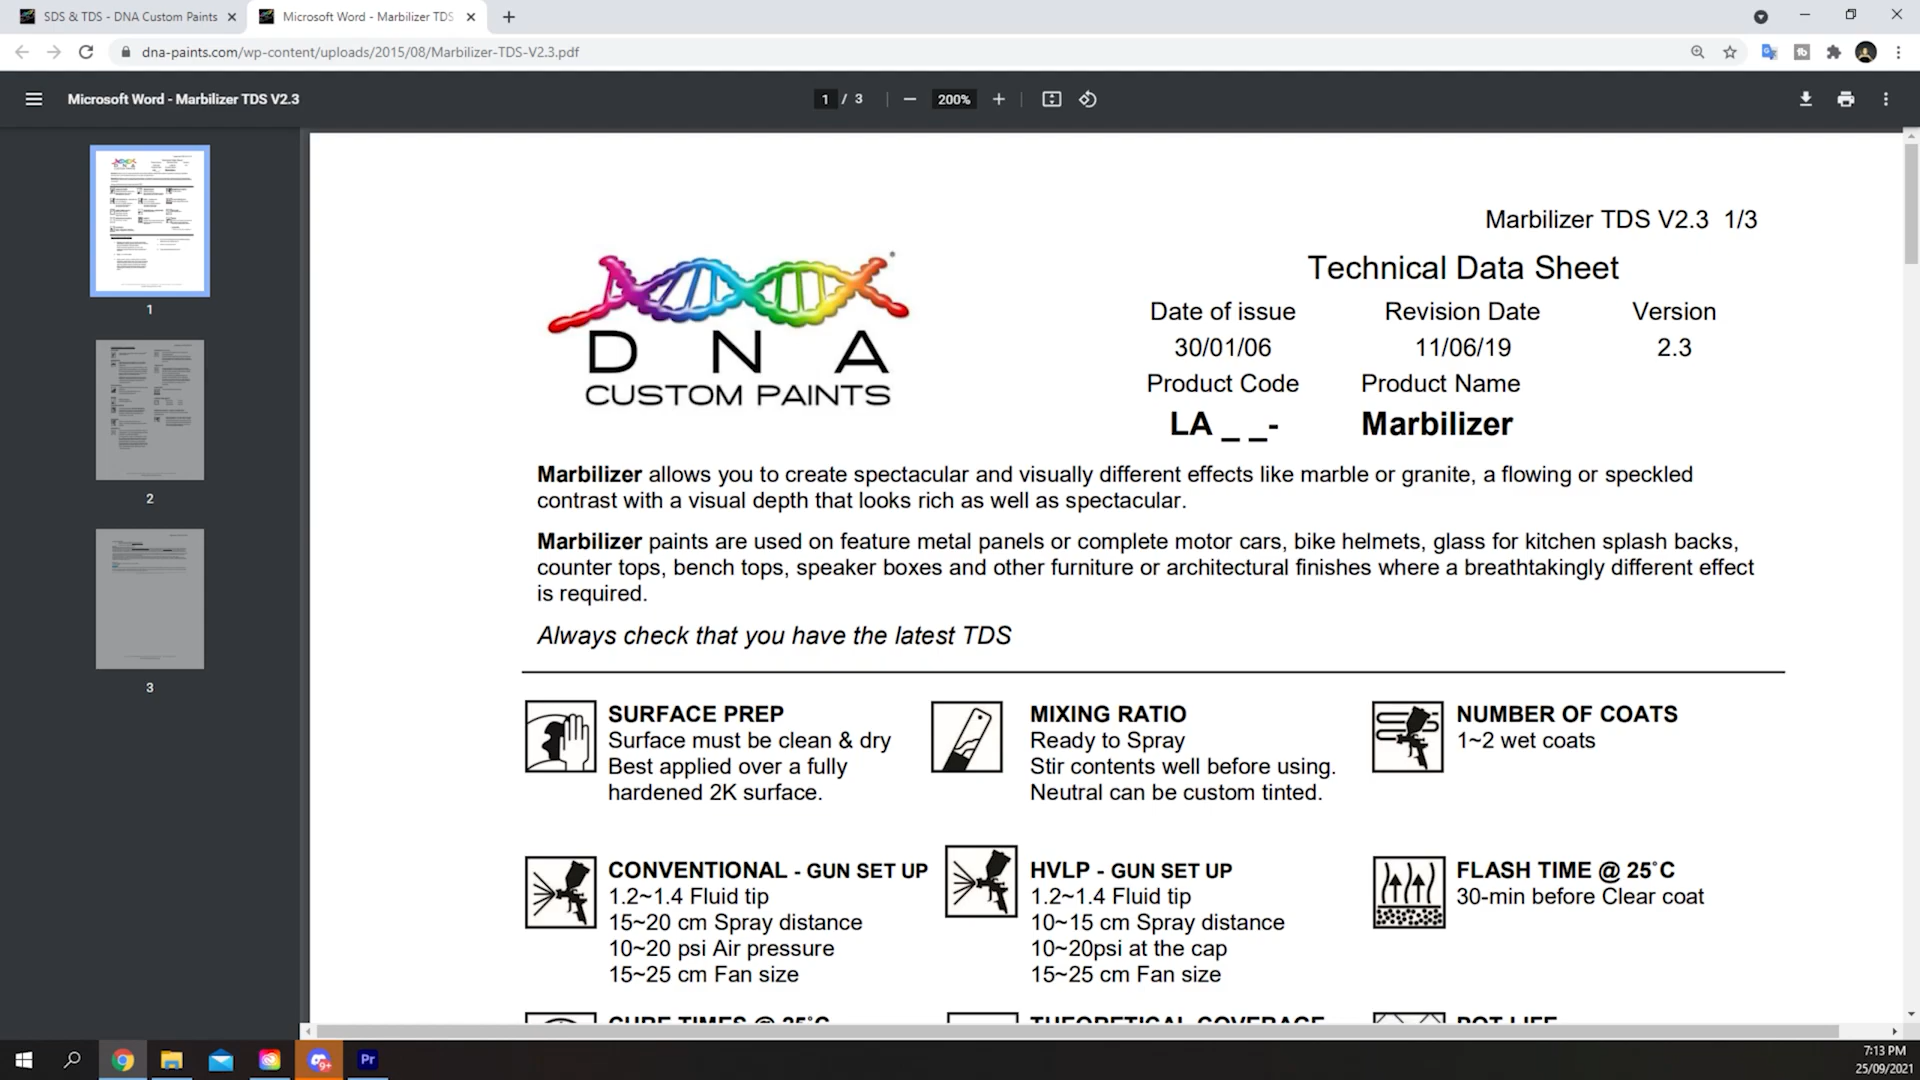 SDS & TDS - DNA Custom Paints
Microsoft Word - Marbilizer TDS
dna-paints.com/wp-content/uploads/2015/08/Marbilizer-TDS-V2.3.pdf
Microsoft Word - Marbilizer TDS V2.3
1 / 3
200%
1
2
3
Marbilizer TDS V2.3 1/3
Technical Data Sheet
Date of issue Revision Date Version
30/01/06 11/06/19 2.3
Product Code Product Name
LA _ _- Marbilizer
D N A
CUSTOM PAINTS
Marbilizer allows you to create spectacular and visually different effects like marble or granite, a flowing or speckled
contrast with a visual depth that looks rich as well as spectacular.
Marbilizer paints are used on feature metal panels or complete motor cars, bike helmets, glass for kitchen splash backs,
counter tops, bench tops, speaker boxes and other furniture or architectural finishes where a breathtakingly different effect
is required.
Always check that you have the latest TDS
SURFACE PREP
Surface must be clean & dry
Best applied over a fully
hardened 2K surface.
MIXING RATIO
Ready to Spray
Stir contents well before using.
Neutral can be custom tinted.
NUMBER OF COATS
1~2 wet coats
CONVENTIONAL - GUN SET UP
1.2~1.4 Fluid tip
15~20 cm Spray distance
10~20 psi Air pressure
15~25 cm Fan size
HVLP - GUN SET UP
1.2~1.4 Fluid tip
10~15 cm Spray distance
10~20psi at the cap
15~25 cm Fan size
FLASH TIME @ 25°C
30-min before Clear coat
CURE TIMES @ 25°C
THEORETICAL COVERAGE
POT LIFE
9+
Pr
7:13 PM
25/09/2021